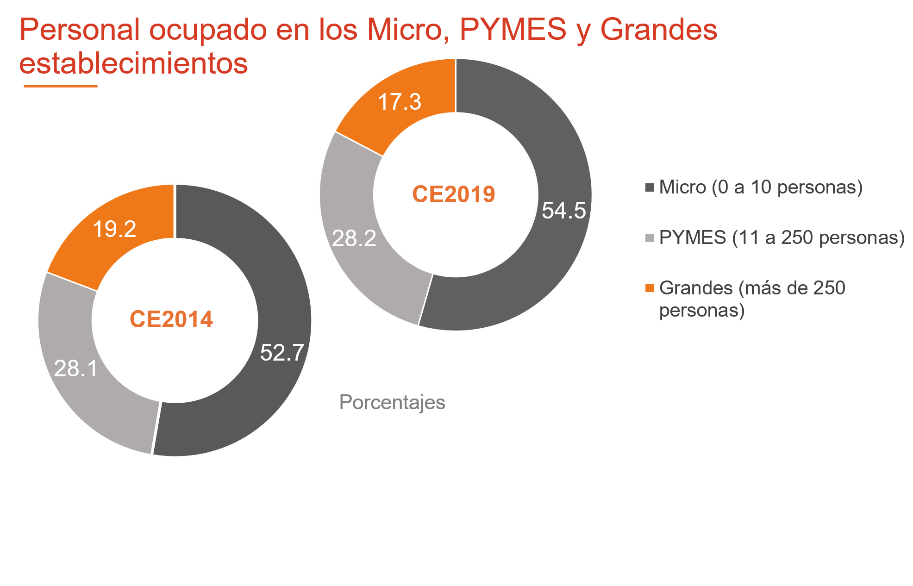 Personal ocupado en los Micro, PYMES y Grandes
establecimientos
17.3
CE2019
54.5
28.2
19.2
CE2014
52.7
28.1
Micro (0 a 10 personas)
PYMES (11 a 250 personas)
Grandes (más de 250
personas)
Porcentajes